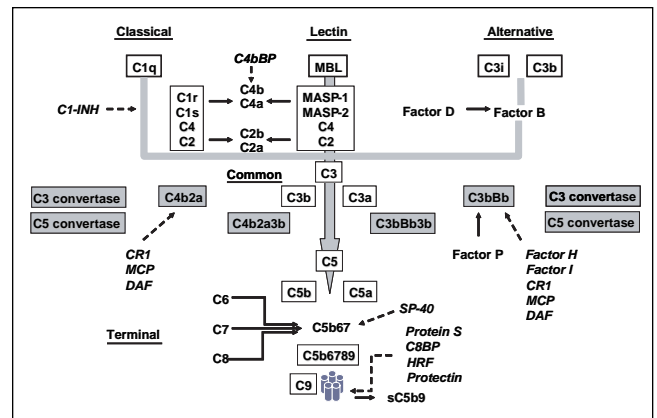 Classical
Lectin
Alternative
C1q
C4bBP
MBL
C3i
C3b
C1-INH
C1r
C1s
C4
C2
C4b
C4a
C2b
C2a
MASP-1
MASP-2
C4
C2
Factor D
Factor B
Common
C3
C3 convertase
C5 convertase
C4b2a
C3b
C3a
C4b2a3b
C3bBb3b
C3bBb
C3 convertase
C5 convertase
CR1
MCP
DAF
C5
Factor P
Factor H
Factor I
CR1
MCP
DAF
C5b
C5a
C6
C7
C8
Terminal
C5b67
SP-40
C5b6789
Protein S
C8BP
HRF
Protectin
C9
sC5b9